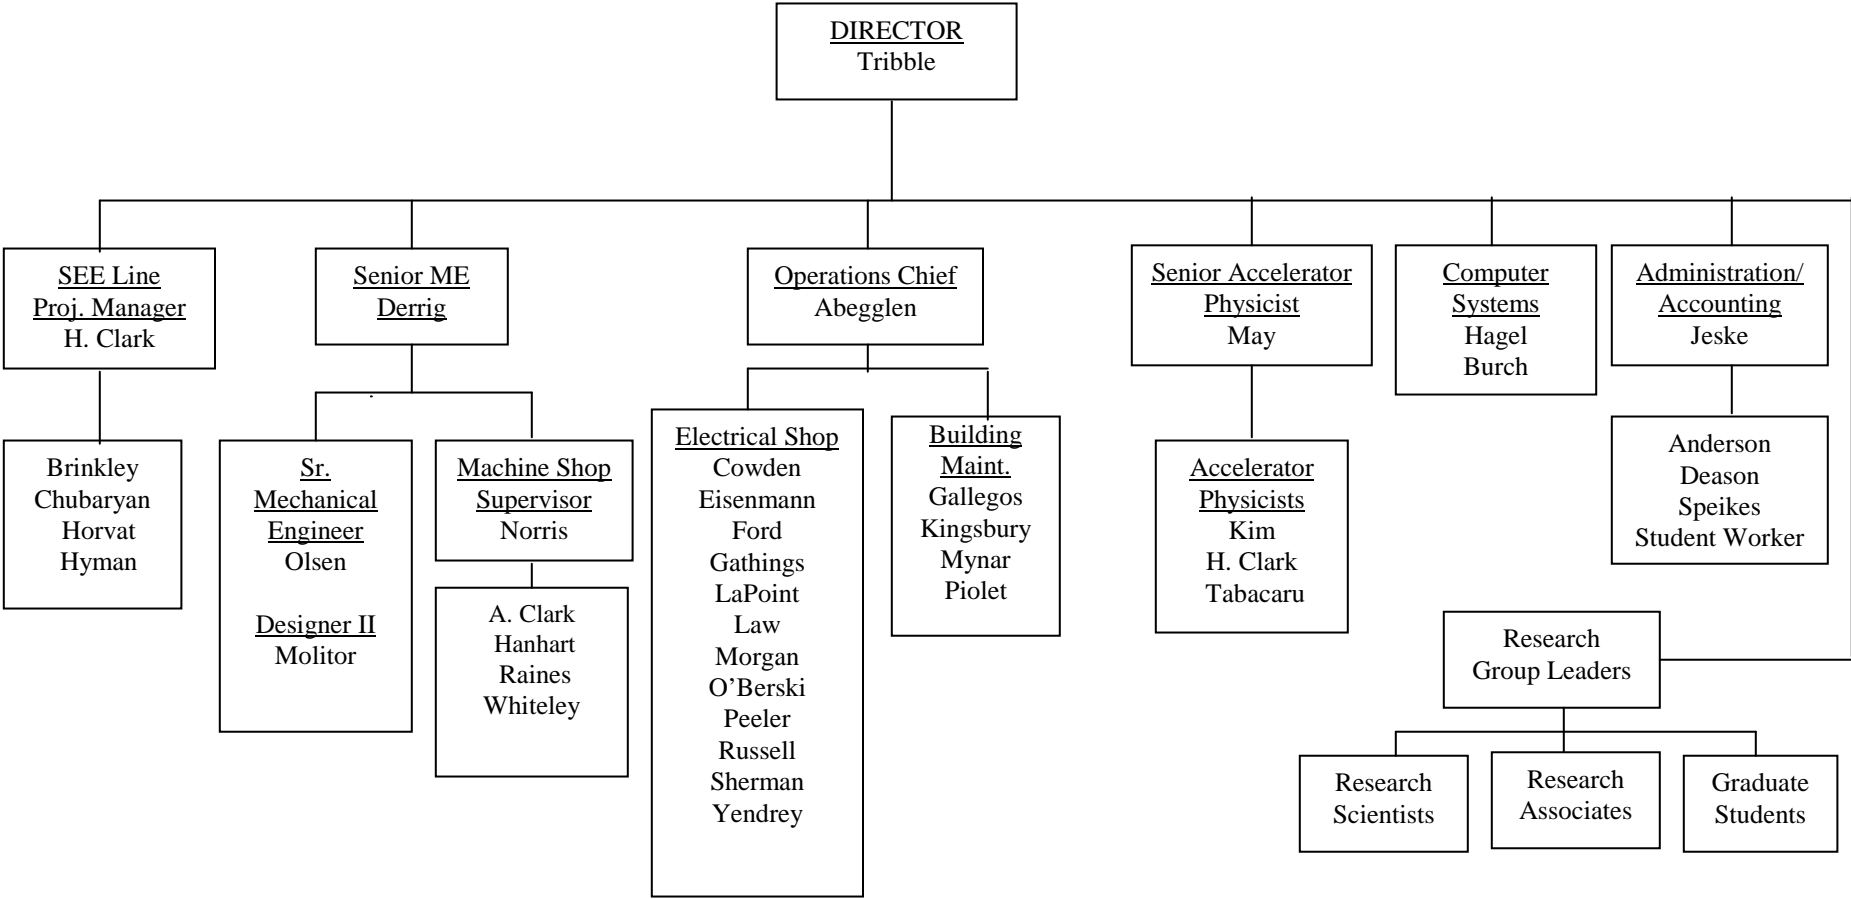 DIRECTOR
Tribble
SEE Line
Proj. Manager
H. Clark
Senior ME
Derrig
Operations Chief
Abegglen
Senior Accelerator
Physicist
May
Computer
Systems
Hagel
Burch
Administration/
Accounting
Jeske
Brinkley
Chubaryan
Horvat
Hyman
Sr.
Mechanical
Engineer
Olsen
Designer II
Molitor
Machine Shop
Supervisor
Norris
A. Clark
Hanhart
Raines
Whiteley
Electrical Shop
Cowden
Eisenmann
Ford
Gathings
LaPoint
Law
Morgan
O’Berski
Peeler
Russell
Sherman
Yendrey
Building
Maint.
Gallegos
Kingsbury
Mynar
Piolet
Accelerator
Physicists
Kim
H. Clark
Tabacaru
Anderson
Deason
Speikes
Student Worker
Research
Group Leaders
Research
Scientists
Research
Associates
Graduate
Students